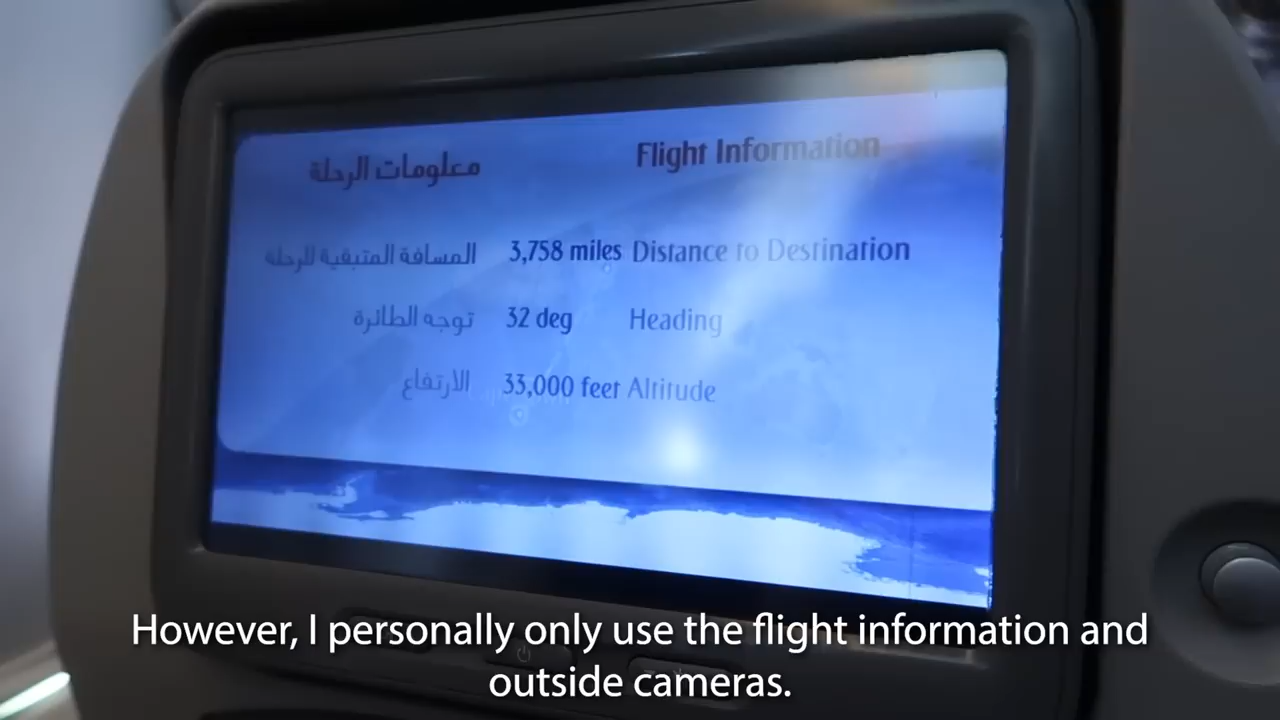 معلومات الرحلة Flight Information
المسافة المتبقية للرحلة 3,758 miles Distance to Destination
توجه الطائرة 32 deg Heading
الارتفاع 33,000 feet Altitude
However, I personally only use the flight information and
outside cameras.